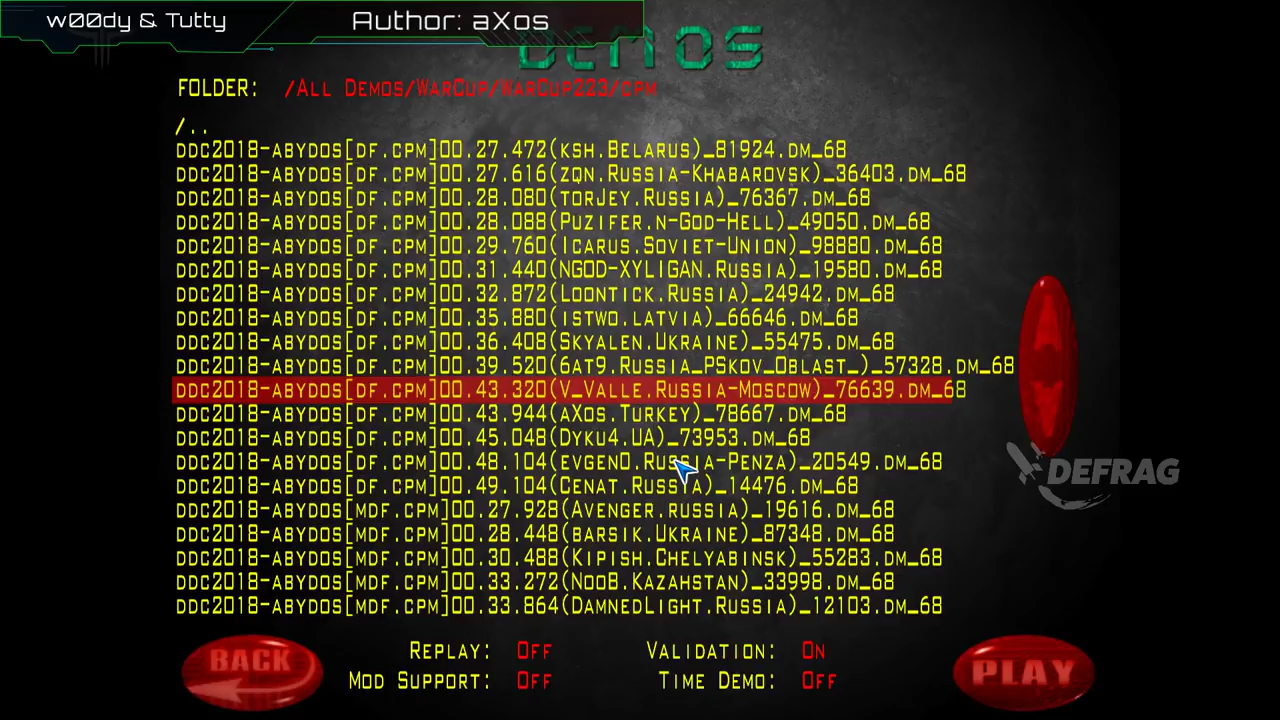 w00dy & Tutty
Author: aXos
DEMOS
FOLDER: /All Demos/WarCup/WarCup223/cpm
/..
DDC2018-ABYDOS[DF.CPM]00.27.472(KSH.Belarus)_81924.DM_68
DDC2018-ABYDOS[DF.CPM]00.27.616(ZQN.Russia-Khabarovsk)_36403.DM_68
DDC2018-ABYDOS[DF.CPM]00.28.080(TorJey.Russia)_76367.DM_68
DDC2018-ABYDOS[DF.CPM]00.28.088(Puzifer.n-God-Hell)_49050.DM_68
DDC2018-ABYDOS[DF.CPM]00.29.760(Icarus.Soviet-Union)_98880.DM_68
DDC2018-ABYDOS[DF.CPM]00.31.440(NGOD-XYLIGAN.Russia)_19580.DM_68
DDC2018-ABYDOS[DF.CPM]00.32.872(Loontick.Russia)_24942.DM_68
DDC2018-ABYDOS[DF.CPM]00.35.880(istwo.latvia)_66646.DM_68
DDC2018-ABYDOS[DF.CPM]00.36.408(Skyalen.Ukraine)_55475.DM_68
DDC2018-ABYDOS[DF.CPM]00.39.520(6at9.Russia_PSkov_Oblast_)_57328.DM_68
DDC2018-ABYDOS[DF.CPM]00.43.320(V_Valle.Russia-Moscow)_76639.DM_68
DDC2018-ABYDOS[DF.CPM]00.43.944(aXos.Turkey)_78667.DM_68
DDC2018-ABYDOS[DF.CPM]00.45.048(Dyku4.UA)_73953.DM_68
DDC2018-ABYDOS[DF.CPM]00.48.104(evgen0.Russia-Penza)_20549.DM_68
DDC2018-ABYDOS[DF.CPM]00.49.104(Cenat.Russia)_14476.DM_68
DDC2018-ABYDOS[MDF.CPM]00.27.928(Avenger.russia)_19616.DM_68
DDC2018-ABYDOS[MDF.CPM]00.28.448(barsik.Ukraine)_87348.DM_68
DDC2018-ABYDOS[MDF.CPM]00.30.488(Kipish.Chelyabinsk)_55283.DM_68
DDC2018-ABYDOS[MDF.CPM]00.33.272(NooB.Kazahstan)_33998.DM_68
DDC2018-ABYDOS[MDF.CPM]00.33.864(DamnedLight.Russia)_12103.DM_68
DEFRAG
Replay: Off Validation: On
Mod Support: Off Time Demo: Off
BACK
PLAY